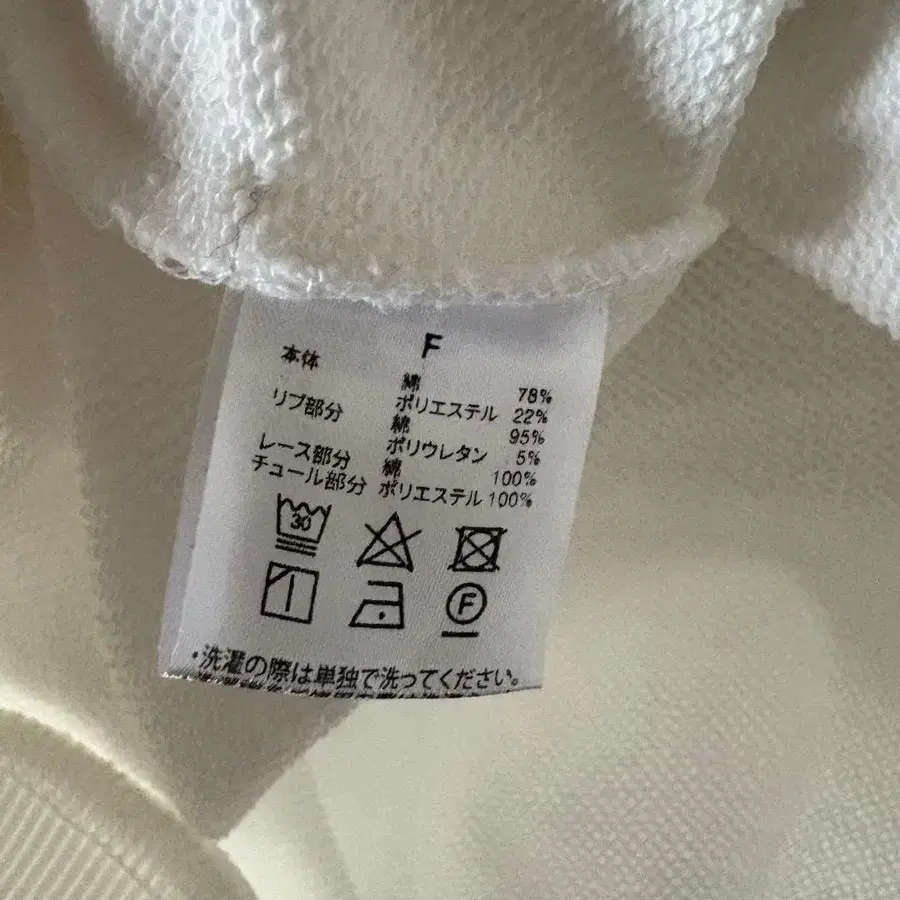 F
本体 綿 78%
ポリエステル 22%
リブ部分 綿 95%
ポリウレタン 5%
レース部分 綿 100%
チュール部分 ポリエステル 100%
30
F
・洗濯の際は単独で洗ってください。